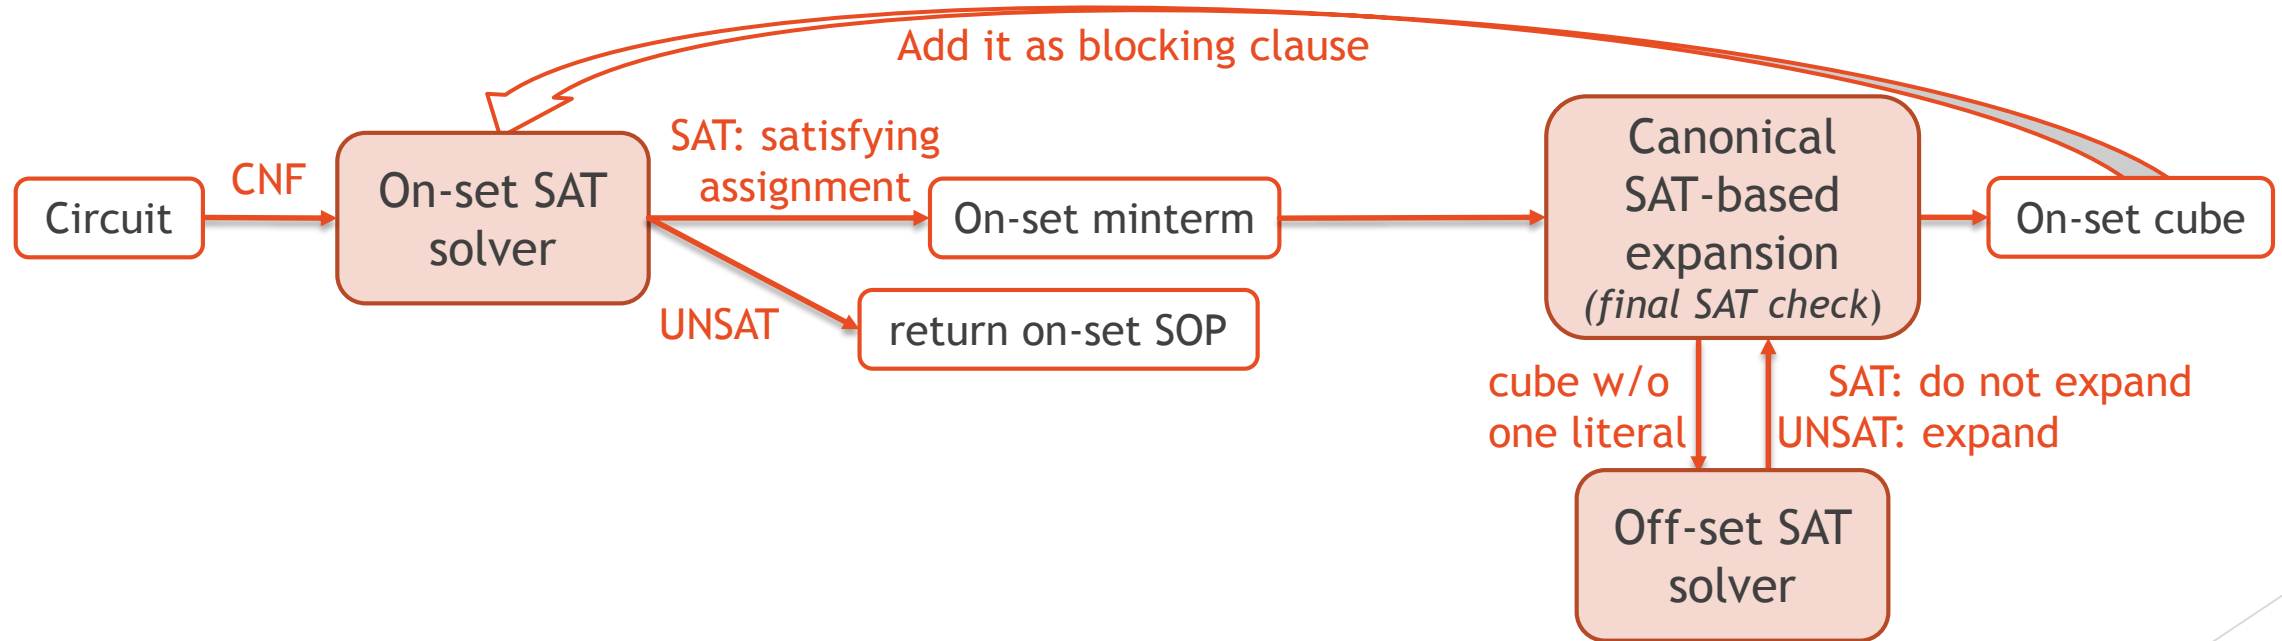 Add it as blocking clause
Circuit
CNF
On-set SAT
solver
SAT: satisfying
assignment
On-set minterm
UNSAT
return on-set SOP
Canonical
SAT-based
expansion
(final SAT check)
On-set cube
cube w/o
one literal
SAT: do not expand
UNSAT: expand
Off-set SAT
solver